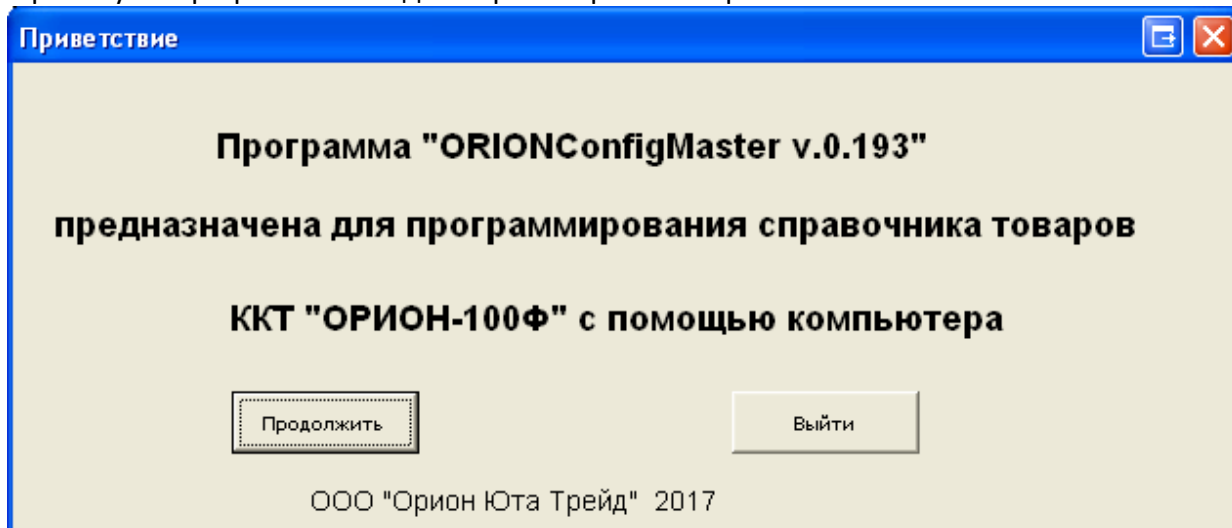 Приветствие
Программа "ORIONConfigMaster v.0.193"
предназначена для программирования справочника товаров
ККТ "ОРИОН-100Ф" с помощью компьютера
Продолжить Выйти
ООО "Орион Юта Трейд" 2017